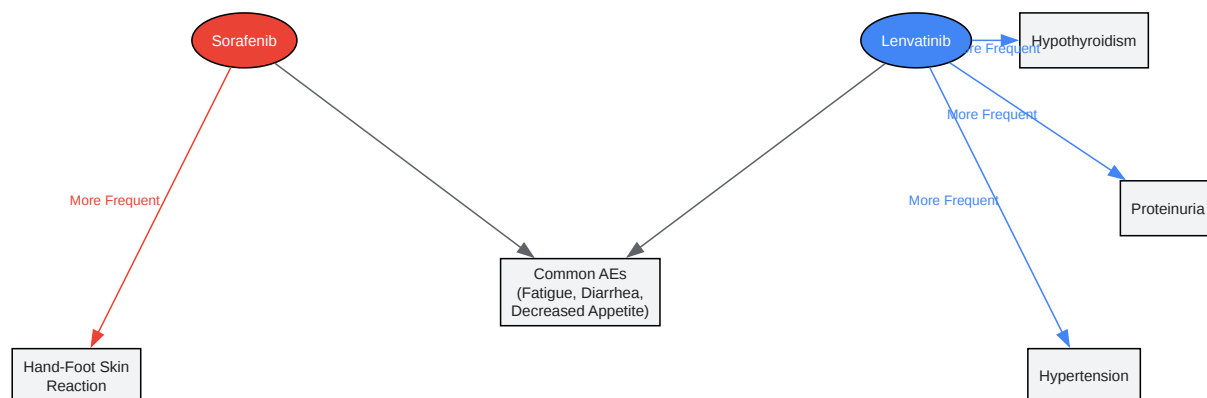 Sorafenib
Lenvatinib
Hypothyroidism
More Frequent
More Frequent
More Frequent
More Frequent
Proteinuria
Common AEs
(Fatigue, Diarrhea,
Decreased Appetite)
Hand-Foot Skin
Reaction
Hypertension